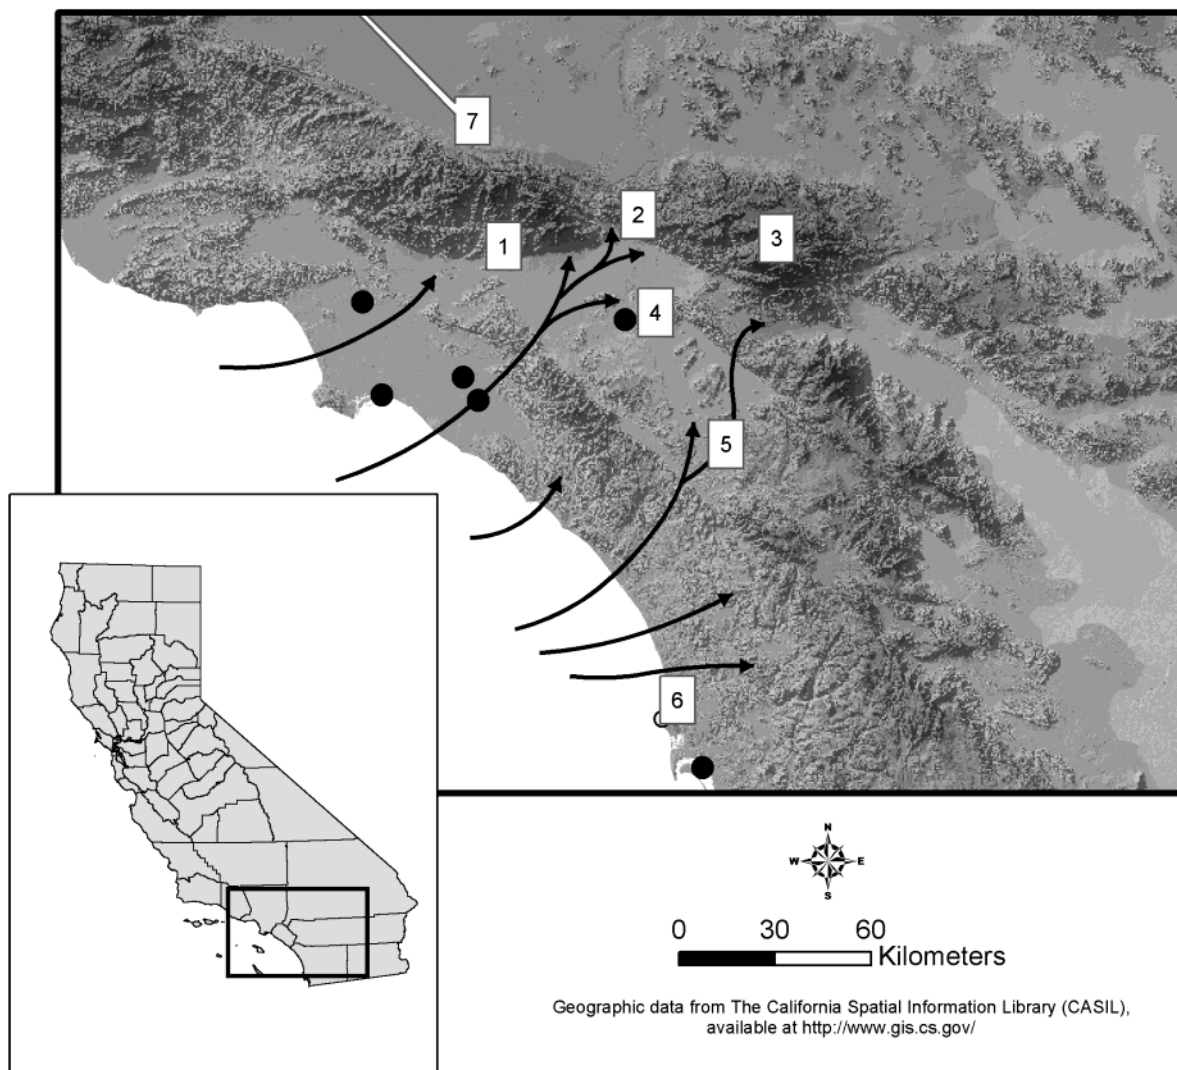 7
2
1
3
4
5
6
N
W E
S
0 30 60
Kilometers
Geographic data from The California Spatial Information Library (CASIL),
available at http://www.gis.cs.gov/